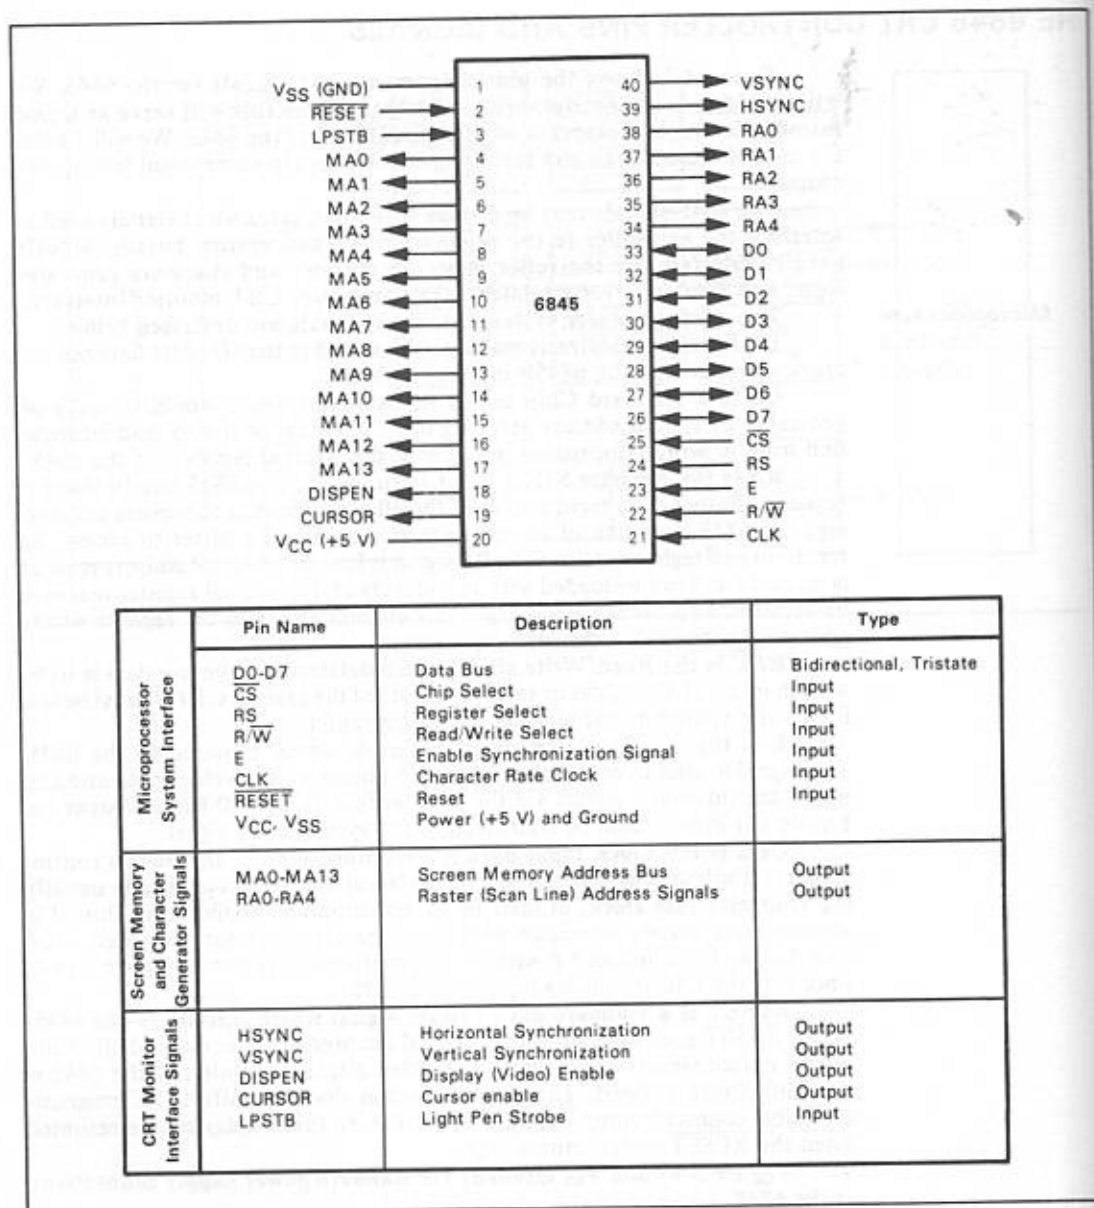 VSS (GND) 1 40 VSYNC
RESET 2 39 HSYNC
LPSTB 3 38 RA0
MA0 4 37 RA1
MA1 5 36 RA2
MA2 6 35 RA3
MA3 7 34 RA4
MA4 8 33 D0
MA5 9 32 D1
MA6 10 6845 31 D2
MA7 11 30 D3
MA8 12 29 D4
MA9 13 28 D5
MA10 14 27 D6
MA11 15 26 D7
MA12 16 25 CS
MA13 17 24 RS
DISPEN 18 23 E
CURSOR 19 22 R/W
VCC (+5 V) 20 21 CLK
Pin Name Description Type
Microprocessor
System Interface
D0-D7 Data Bus Bidirectional, Tristate
CS Chip Select Input
RS Register Select Input
R/W Read/Write Select Input
E Enable Synchronization Signal Input
CLK Character Rate Clock Input
RESET Reset Input
VCC, VSS Power (+5 V) and Ground
Screen Memory
and Character
Generator Signals
MA0-MA13 Screen Memory Address Bus Output
RA0-RA4 Raster (Scan Line) Address Signals Output
CRT Monitor
Interface Signals
HSYNC Horizontal Synchronization Output
VSYNC Vertical Synchronization Output
DISPEN Display (Video) Enable Output
CURSOR Cursor enable Output
LPSTB Light Pen Strobe Input